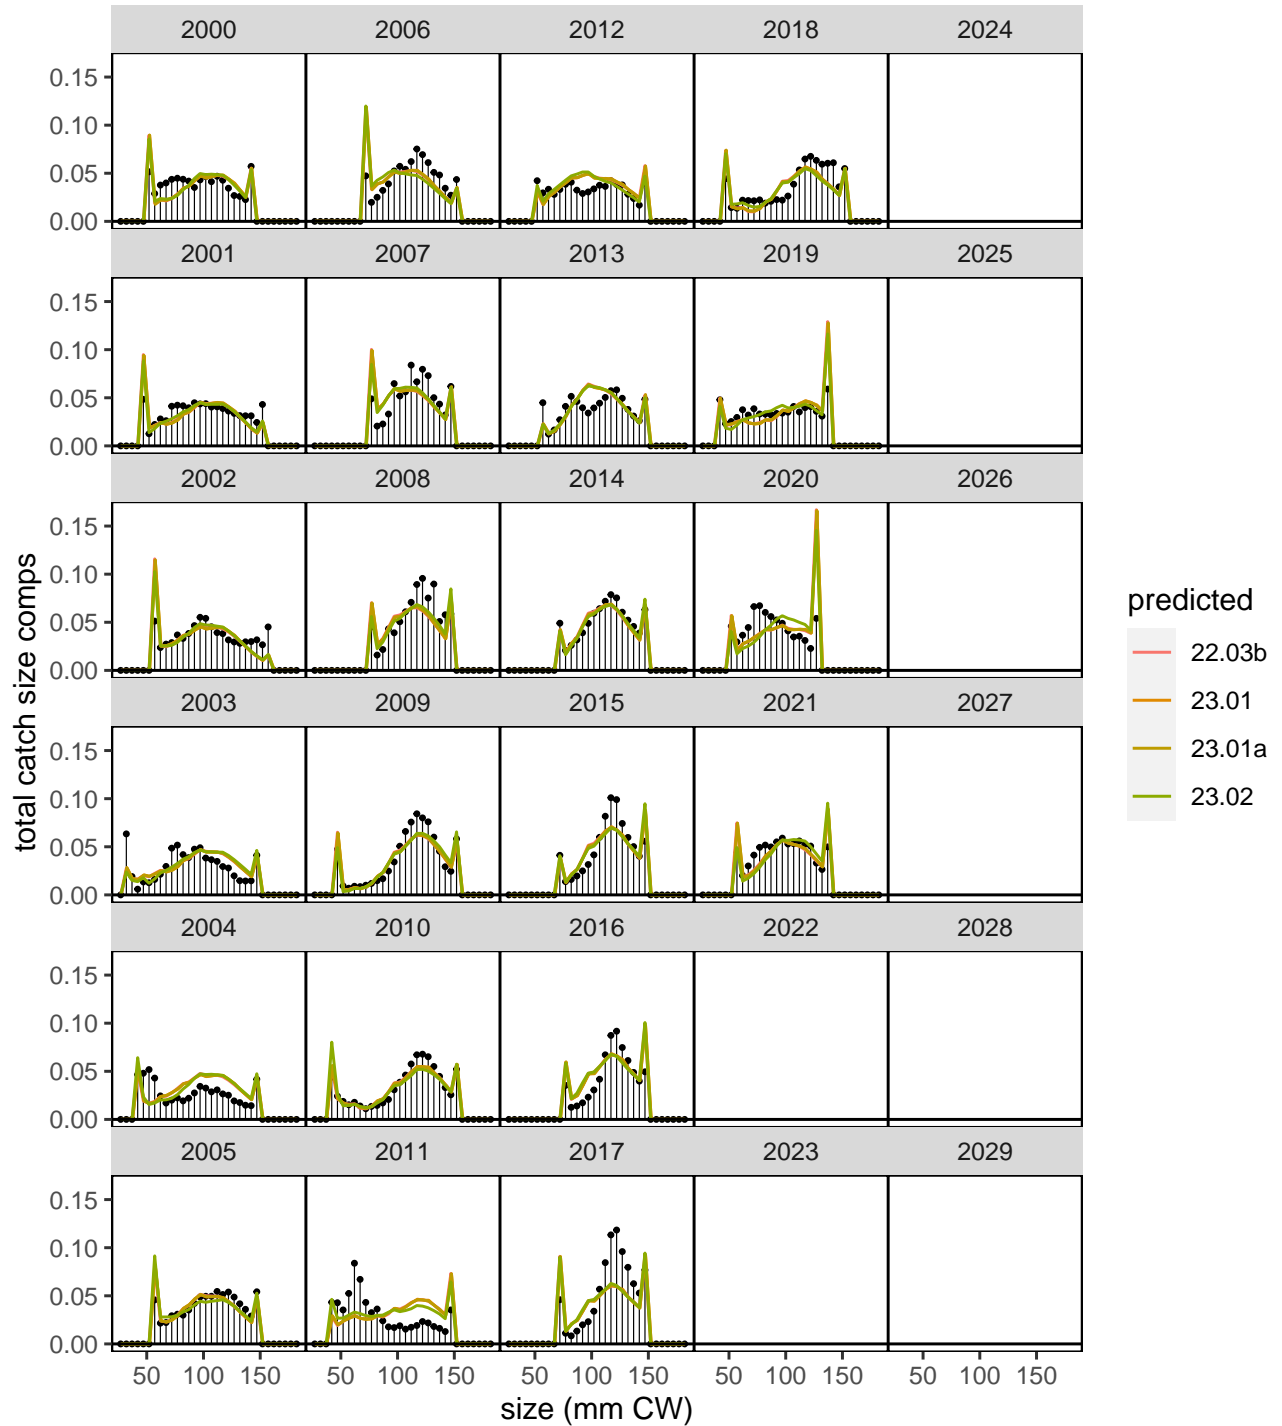 2000 2006 2012 2018 2024
0.15
0.10
0.05
0.00
2001 2007 2013 2019 2025
0.15
0.10
0.05
0.00
2002 2008 2014 2020 2026
0.15
0.10
0.05
0.00
2003 2009 2015 2021 2027
0.15
0.10
0.05
0.00
2004 2010 2016 2022 2028
0.15
0.10
0.05
0.00
2005 2011 2017 2023 2029
0.15
0.10
0.05
0.00
50 100 150 50 100 150 50 100 150 50 100 150 50 100 150
size (mm CW)
total catch size comps
predicted
22.03b
23.01
23.01a
23.02